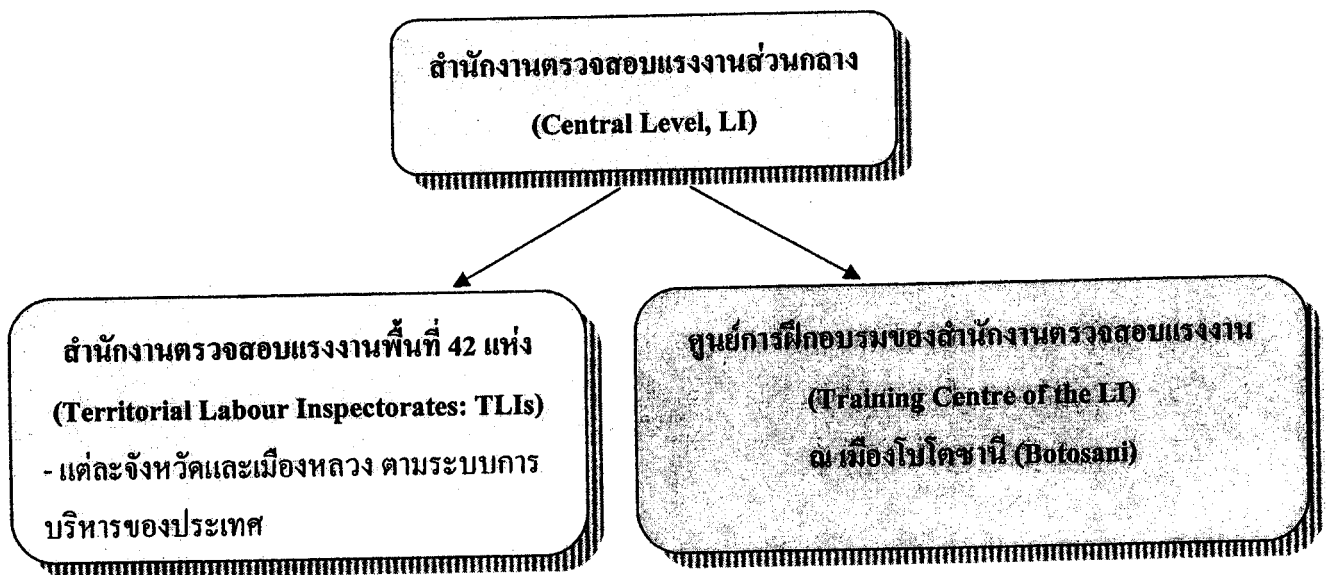 สำนักงานตรวจสอบแรงงานส่วนกลาง
(Central Level, LI)
สำนักงานตรวจสอบแรงงานพื้นที่ 42 แห่ง
(Territorial Labour Inspectorates: TLIs)
- แต่ละจังหวัดและเมืองหลวง ตามระบบการ
บริหารของประเทศ
ศูนย์การฝึกอบรมของสำนักงานตรวจสอบแรงงาน
(Training Centre of the LI)
ณ เมืองโบโตซานี (Botosani)